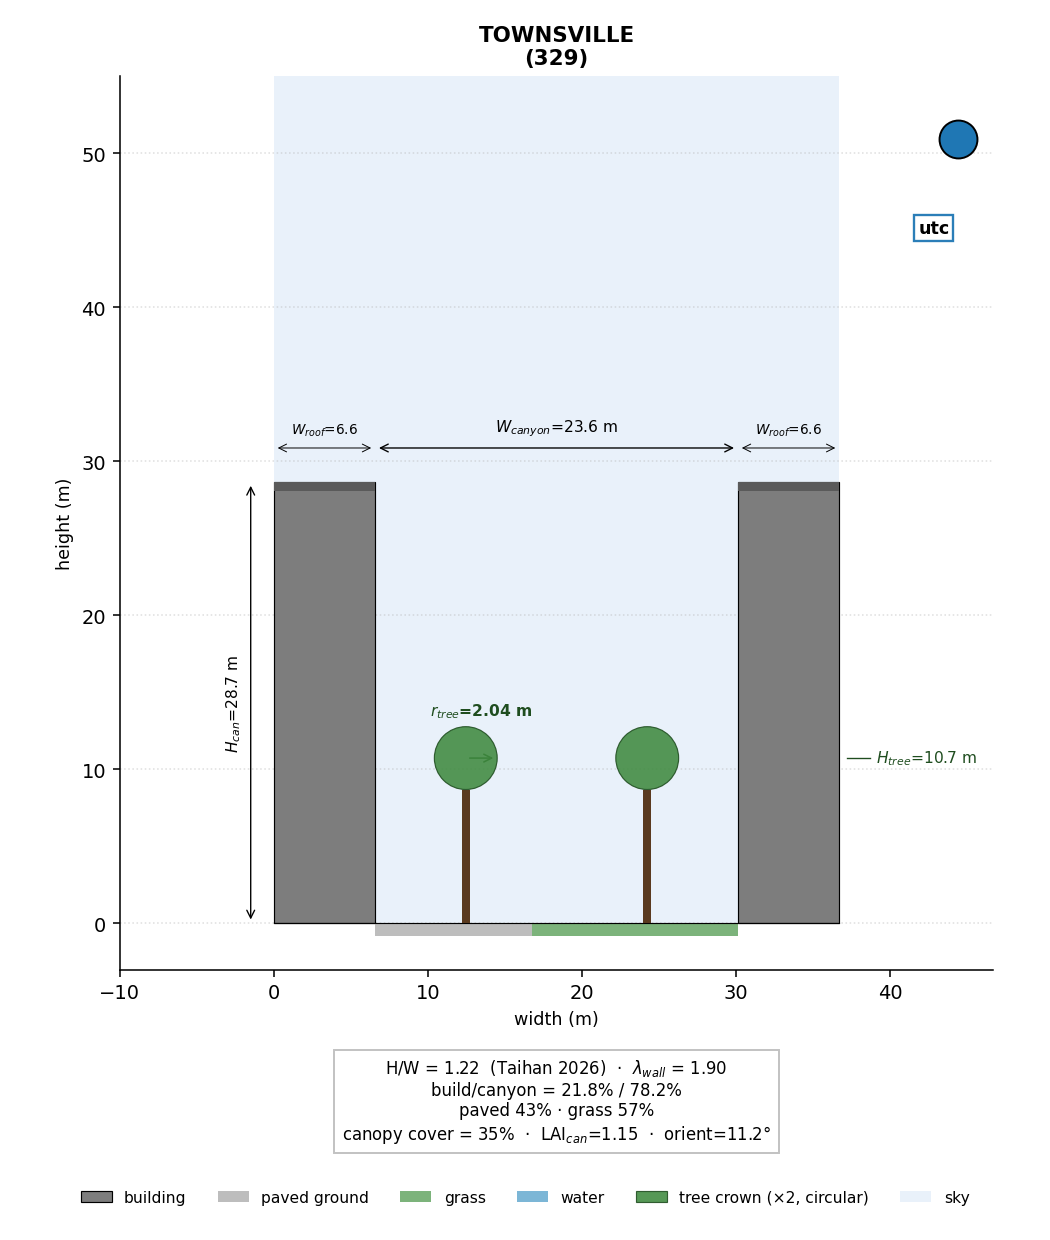 TOWNSVILLE
(329)
utc
50
40
30
20
10
0
height (m)
W_roof=6.6
W_canyon=23.6 m
W_roof=6.6
H_can=28.7 m
r_tree=2.04 m
H_tree=10.7 m
−10
0
10
20
30
40
width (m)
H/W = 1.22 (Taihan 2026) · λ_wall = 1.90
build/canyon = 21.8% / 78.2%
paved 43% · grass 57%
canopy cover = 35% · LAI_can=1.15 · orient=11.2°
building
paved ground
grass
water
tree crown (×2, circular)
sky